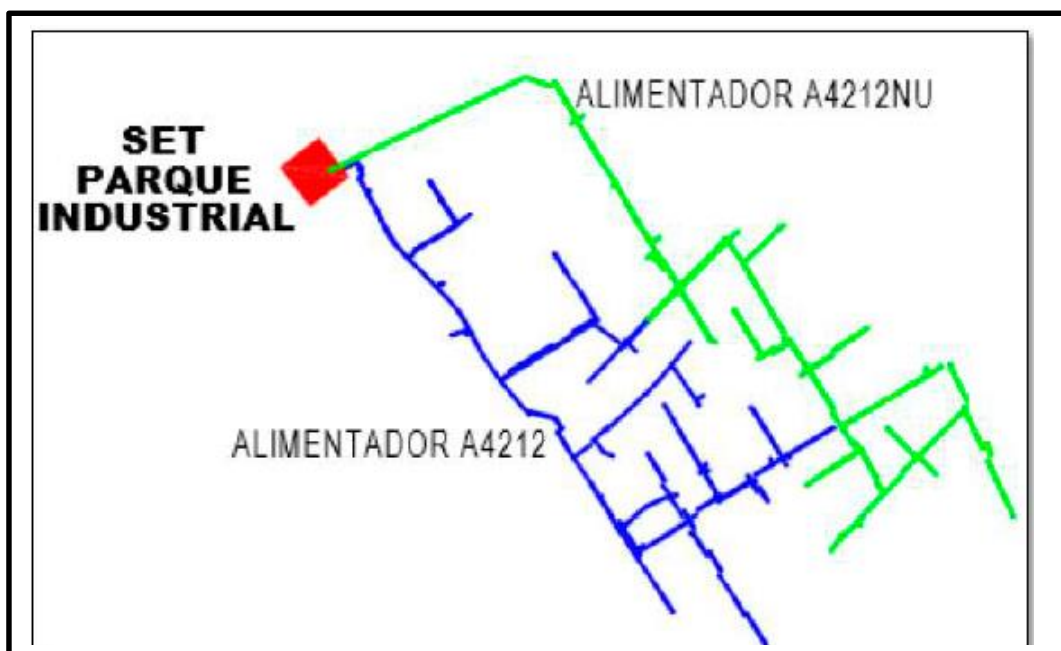 ALIMENTADOR A4212NU
SET
PARQUE
INDUSTRIAL
ALIMENTADOR A4212